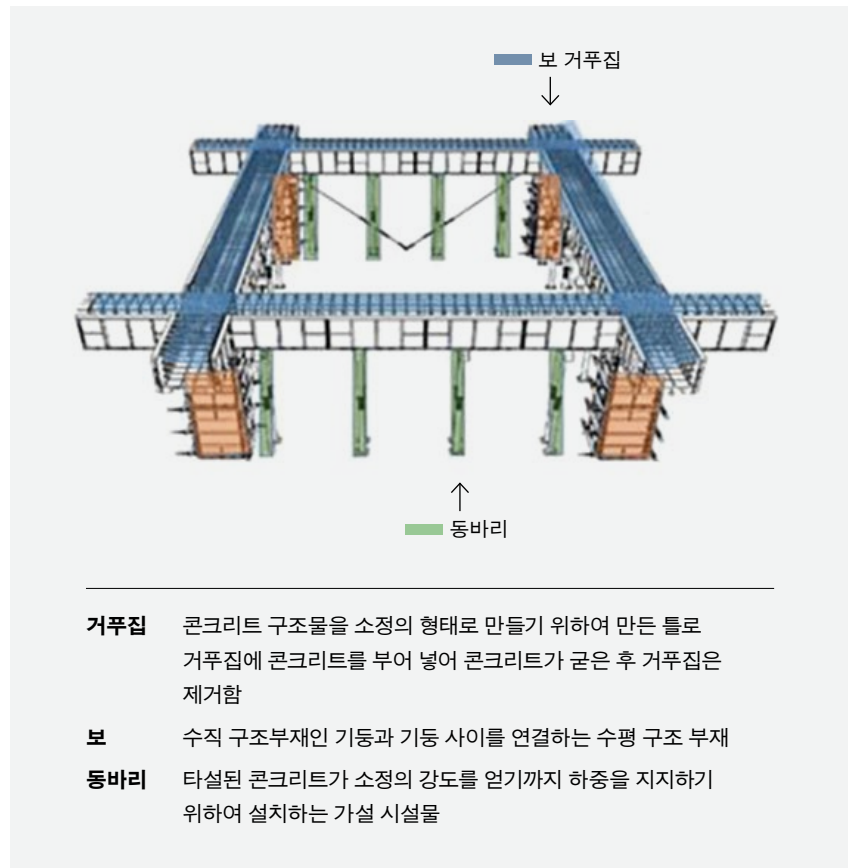 보 거푸집
동바리
거푸집 콘크리트 구조물을 소정의 형태로 만들기 위하여 만든 틀로
거푸집에 콘크리트를 부어 넣어 콘크리트가 굳은 후 거푸집은
제거함
보 수직 구조부재인 기둥과 기둥 사이를 연결하는 수평 구조 부재
동바리 타설된 콘크리트가 소정의 강도를 얻기까지 하중을 지지하기
위하여 설치하는 가설 시설물